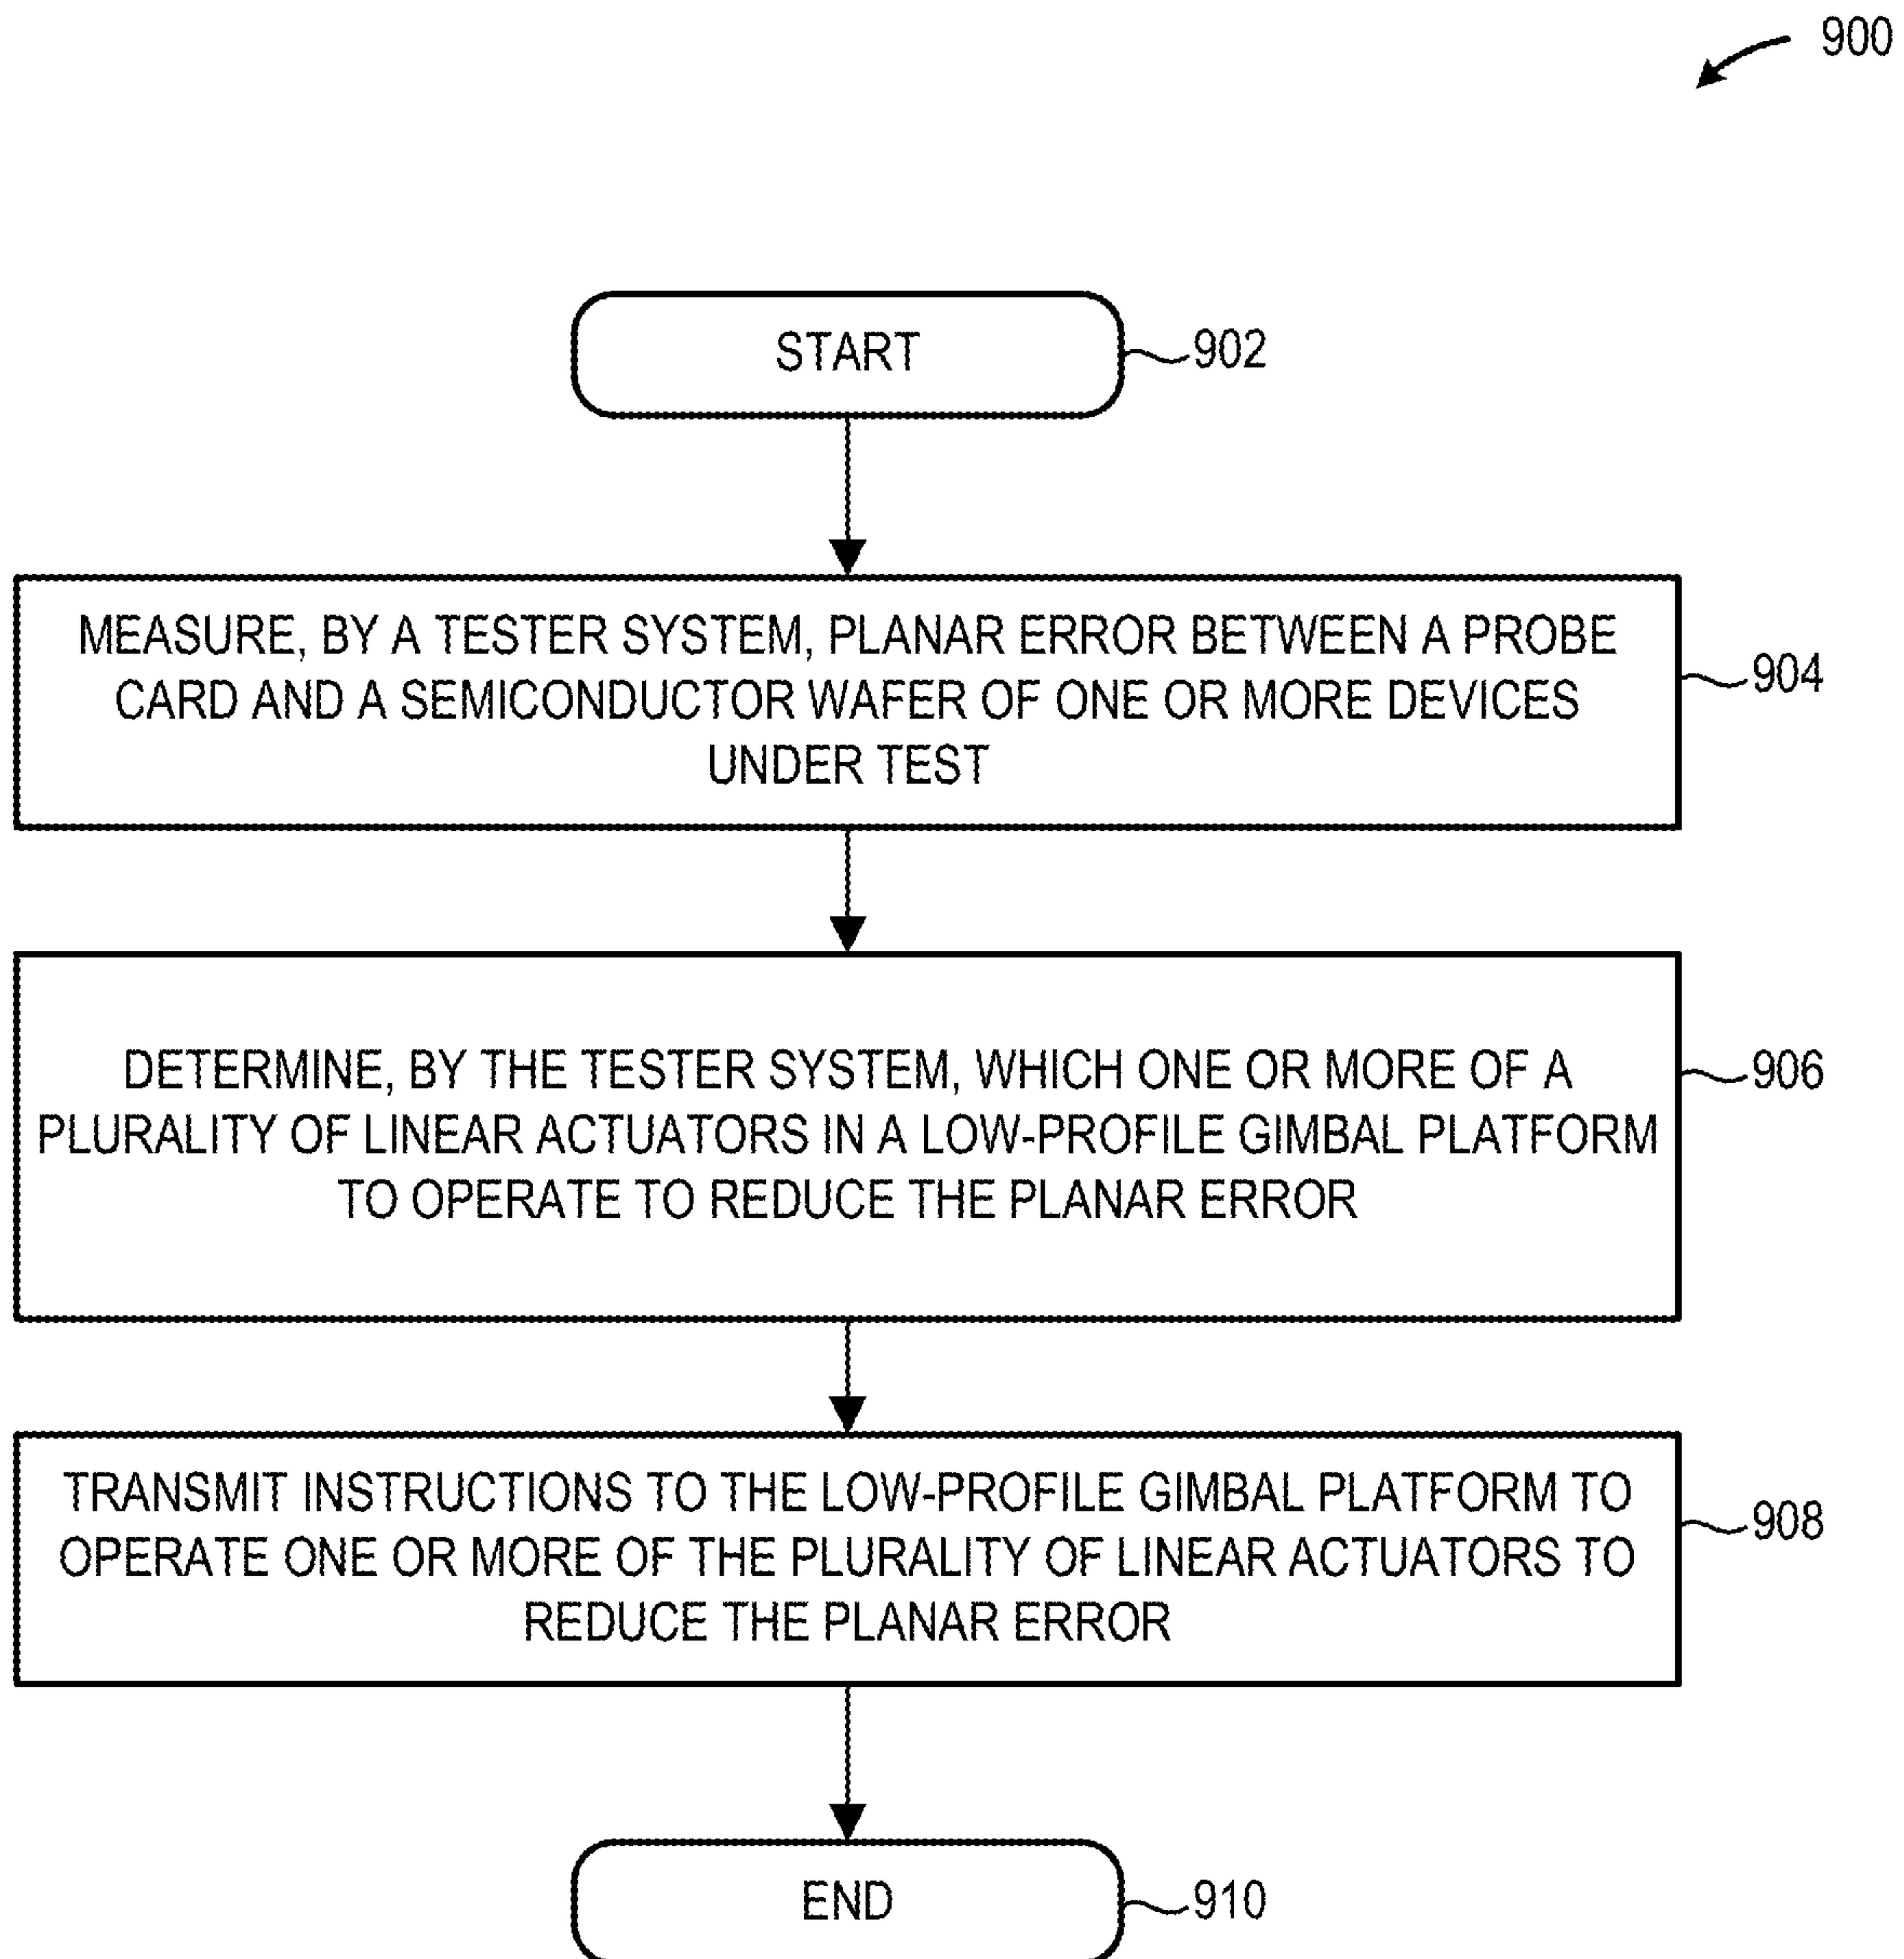 900
START
902
MEASURE, BY A TESTER SYSTEM, PLANAR ERROR BETWEEN A PROBE
CARD AND A SEMICONDUCTOR WAFER OF ONE OR MORE DEVICES
UNDER TEST
904
DETERMINE, BY THE TESTER SYSTEM, WHICH ONE OR MORE OF A
PLURALITY OF LINEAR ACTUATORS IN A LOW-PROFILE GIMBAL PLATFORM
TO OPERATE TO REDUCE THE PLANAR ERROR
906
TRANSMIT INSTRUCTIONS TO THE LOW-PROFILE GIMBAL PLATFORM TO
OPERATE ONE OR MORE OF THE PLURALITY OF LINEAR ACTUATORS TO
REDUCE THE PLANAR ERROR
908
END
910